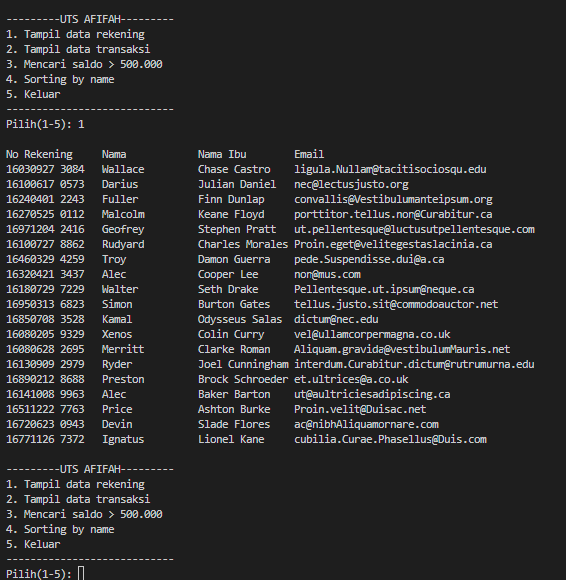 ---------UTS AFIFAH---------
1. Tampil data rekening
2. Tampil data transaksi
3. Mencari saldo > 500.000
4. Sorting by name
5. Keluar
----------------------------
Pilih(1-5): 1
No Rekening Nama Nama Ibu Email
16030927 3084 Wallace Chase Castro ligula.Nullam@tacitisociosqu.edu
16100617 0573 Darius Julian Daniel nec@lectusjusto.org
16240401 2243 Fuller Finn Dunlap convallis@Vestibulumanteipsum.org
16270525 0112 Malcolm Keane Floyd porttitor.tellus.non@Curabitur.ca
16971204 2416 Geofrey Stephen Pratt ut.pellentesque@luctusutpellentesque.com
16100727 8862 Rudyard Charles Morales Proin.eget@velitegestaslacinia.ca
16460329 4259 Troy Damon Guerra pede.Suspendisse.dui@a.ca
16320421 3437 Alec Cooper Lee non@mus.com
16180729 7229 Walter Seth Drake Pellentesque.ut.ipsum@neque.ca
16950313 6823 Simon Burton Gates tellus.justo.sit@commodoauctor.net
16850708 3528 Kamal Odysseus Salas dictum@nec.edu
16080205 9329 Xenos Colin Curry vel@ullamcorpermagna.co.uk
16080628 2695 Merritt Clarke Roman Aliquam.gravida@vestibulumMauris.net
16130909 2979 Ryder Joel Cunningham interdum.Curabitur.dictum@rutrumurna.edu
16890212 8688 Preston Brock Schroeder et.ultrices@a.co.uk
16141008 9963 Alec Baker Barton ut@aultriciesadipiscing.ca
16511222 7763 Price Ashton Burke Proin.velit@Duisac.net
16720623 0943 Devin Slade Flores ac@nibhAliquamornare.com
16771126 7372 Ignatus Lionel Kane cubilia.Curae.Phasellus@Duis.com
---------UTS AFIFAH---------
1. Tampil data rekening
2. Tampil data transaksi
3. Mencari saldo > 500.000
4. Sorting by name
5. Keluar
----------------------------
Pilih(1-5):